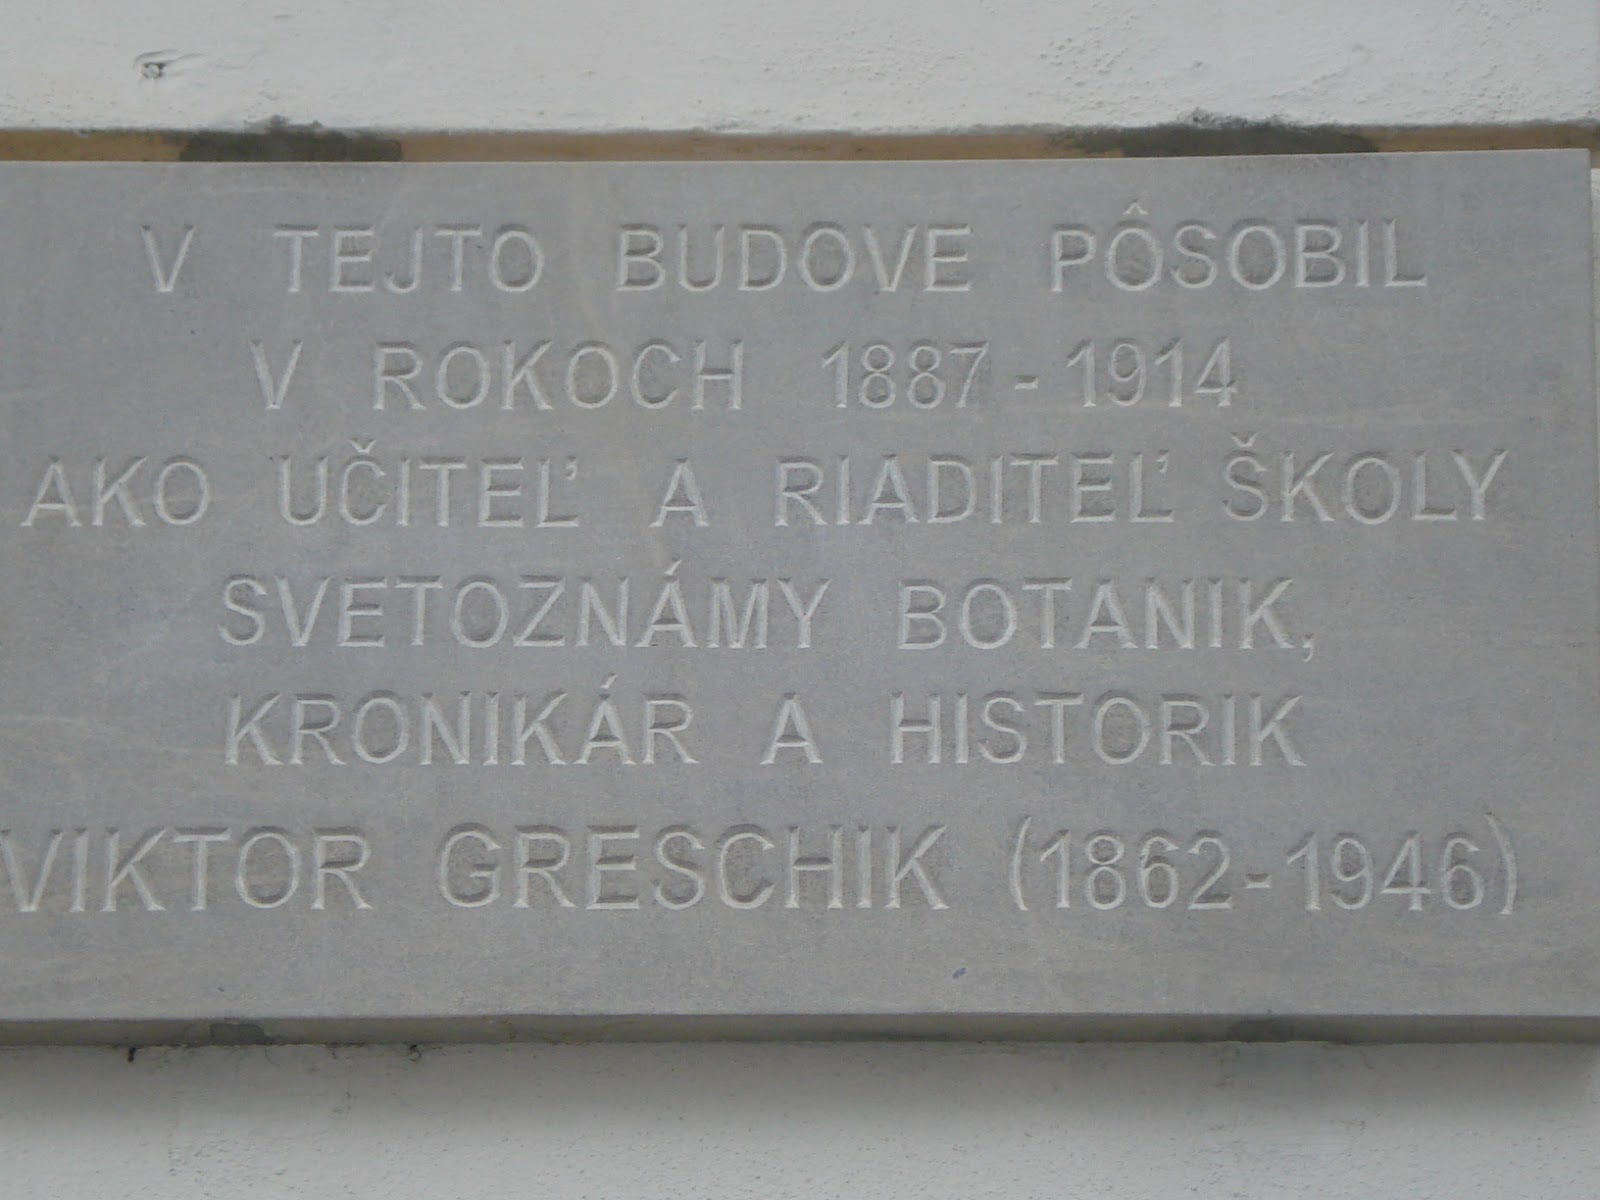 V TEJTO BUDOVE PÔSOBIL
V ROKOCH 1887 - 1914
AKO UČITEĽ A RIADITEĽ ŠKOLY
SVETOZNÁMY BOTANIK,
KRONIKÁR A HISTORIK
VIKTOR GRESCHIK (1862-1946)